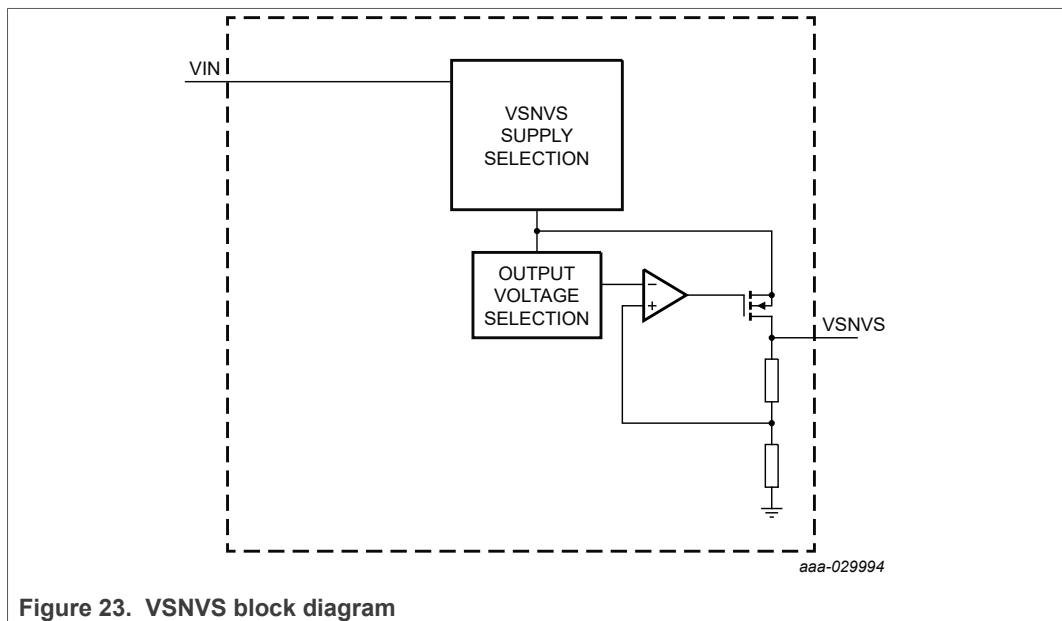 VIN
VSNVS
SUPPLY
SELECTION
OUTPUT
VOLTAGE
SELECTION
−
+
VSNVS
aaa-029994
Figure 23. VSNVS block diagram